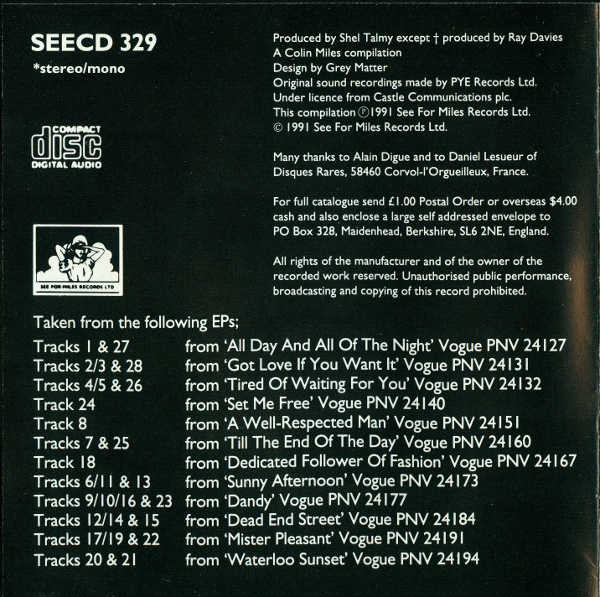 SEECD 329
*stereo/mono
COMPACT
disc
DIGITAL AUDIO
SEE FOR MILES RECORDS LTD
Produced by Shel Talmy except † produced by Ray Davies
A Colin Miles compilation
Design by Grey Matter
Original sound recordings made by PYE Records Ltd.
Under licence from Castle Communications plc.
This compilation Ⓟ1991 See For Miles Records Ltd.
© 1991 See For Miles Records Ltd.
Many thanks to Alain Digue and to Daniel Lesueur of
Disques Rares, 58460 Corvol-l'Orgueilleux, France.
For full catalogue send £1.00 Postal Order or overseas $4.00
cash and also enclose a large self addressed envelope to
PO Box 328, Maidenhead, Berkshire, SL6 2NE, England.
All rights of the manufacturer and of the owner of the
recorded work reserved. Unauthorised public performance,
broadcasting and copying of this record prohibited.
Taken from the following EPs;
Tracks 1 & 27 from 'All Day And All Of The Night' Vogue PNV 24127
Tracks 2/3 & 28 from 'Got Love If You Want It' Vogue PNV 24131
Tracks 4/5 & 26 from 'Tired Of Waiting For You' Vogue PNV 24132
Track 24 from 'Set Me Free' Vogue PNV 24140
Track 8 from 'A Well-Respected Man' Vogue PNV 24151
Tracks 7 & 25 from 'Till The End Of The Day' Vogue PNV 24160
Track 18 from 'Dedicated Follower Of Fashion' Vogue PNV 24167
Tracks 6/11 & 13 from 'Sunny Afternoon' Vogue PNV 24173
Tracks 9/10/16 & 23 from 'Dandy' Vogue PNV 24177
Tracks 12/14 & 15 from 'Dead End Street' Vogue PNV 24184
Tracks 17/19 & 22 from 'Mister Pleasant' Vogue PNV 24191
Tracks 20 & 21 from 'Waterloo Sunset' Vogue PNV 24194